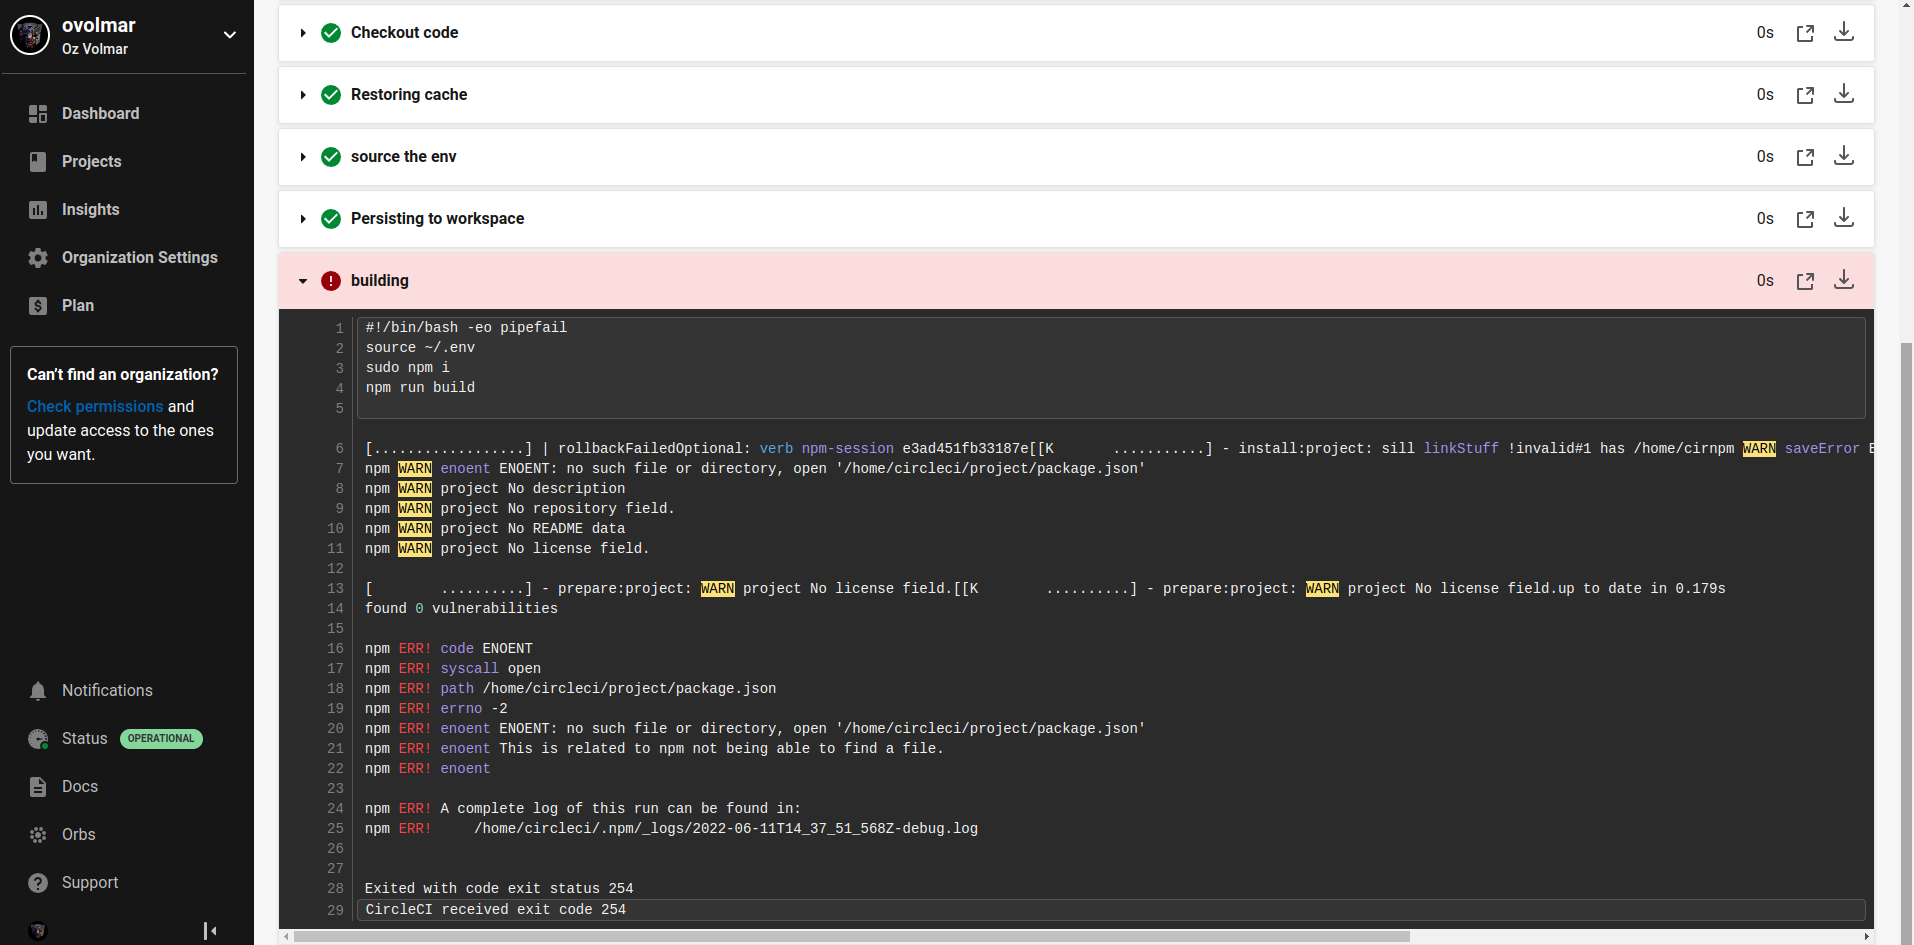 ovolmar
Oz Volmar
Dashboard
Projects
Insights
Organization Settings
Plan
Can't find an organization?
Check permissions and
update access to the ones
you want.
Notifications
Status OPERATIONAL
Docs
Orbs
Support
Checkout code 0s
Restoring cache 0s
source the env 0s
Persisting to workspace 0s
building 0s
1 #!/bin/bash -eo pipefail
2 source ~/.env
3 sudo npm i
4 npm run build
5
6 [..................] | rollbackFailedOptional: verb npm-session e3ad451fb33187e[[K       ...........] - install:project: sill linkStuff !invalid#1 has /home/cirnpm WARN saveError E
7 npm WARN enoent ENOENT: no such file or directory, open '/home/circleci/project/package.json'
8 npm WARN project No description
9 npm WARN project No repository field.
10 npm WARN project No README data
11 npm WARN project No license field.
12
13 [        ..........] - prepare:project: WARN project No license field.[[K        ..........] - prepare:project: WARN project No license field.up to date in 0.179s
14 found 0 vulnerabilities
15
16 npm ERR! code ENOENT
17 npm ERR! syscall open
18 npm ERR! path /home/circleci/project/package.json
19 npm ERR! errno -2
20 npm ERR! enoent ENOENT: no such file or directory, open '/home/circleci/project/package.json'
21 npm ERR! enoent This is related to npm not being able to find a file.
22 npm ERR! enoent
23
24 npm ERR! A complete log of this run can be found in:
25 npm ERR!     /home/circleci/.npm/_logs/2022-06-11T14_37_51_568Z-debug.log
26
27
28 Exited with code exit status 254
29 CircleCI received exit code 254